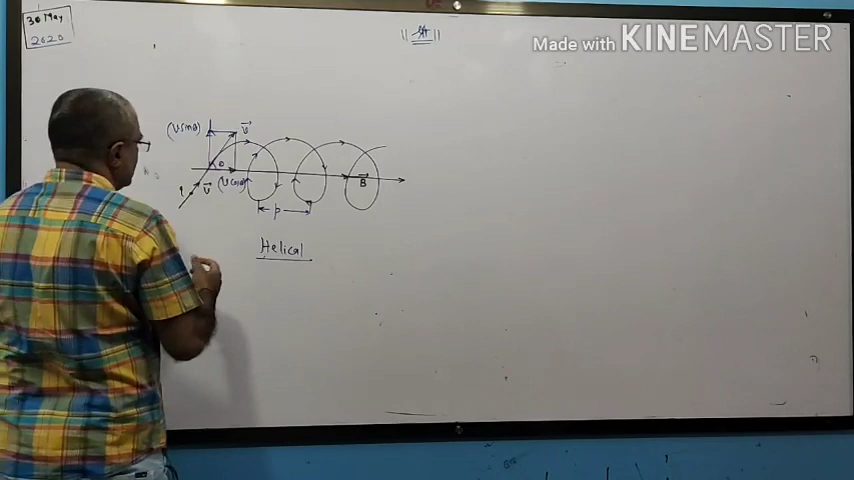 30 May
2020
Made with KINEMASTER
(v sinθ)
v⃗
θ
q
v⃗
(v cosθ)
B⃗
p
Helical